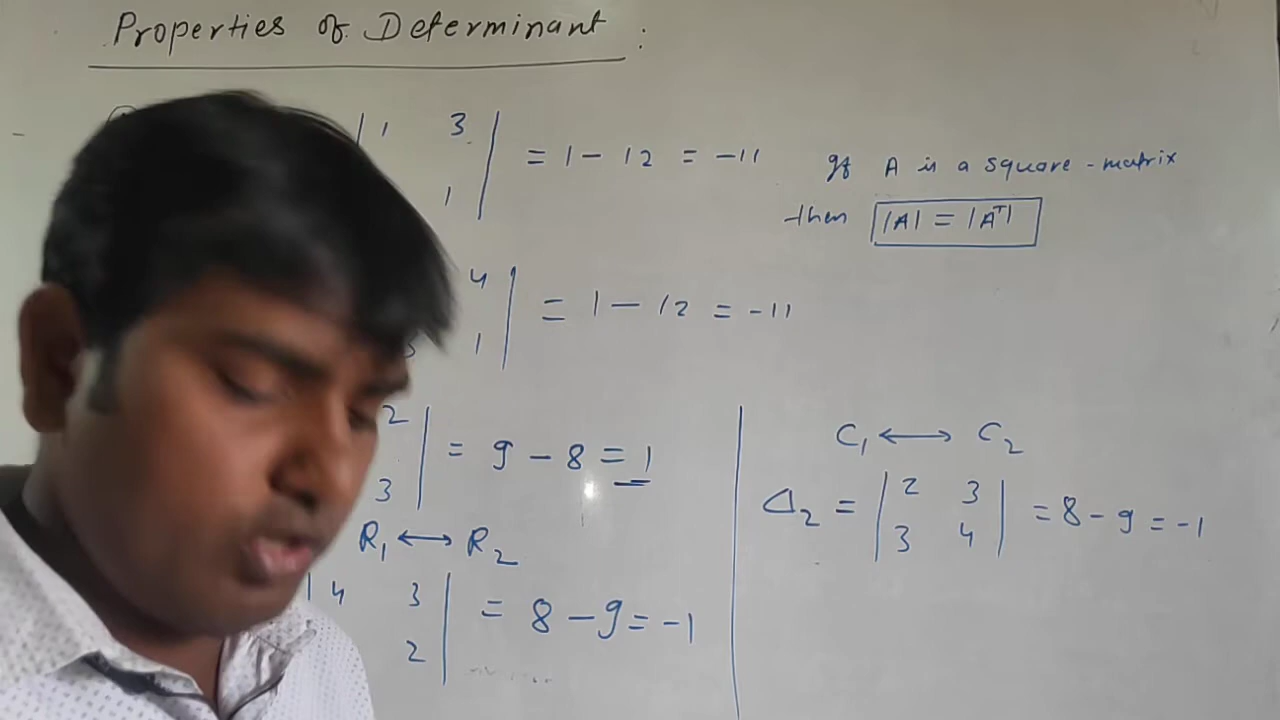 Properties of Determinant :
| 1 3 | = 1 - 12 = -11
1 |
If A is a square-matrix
then |A| = |Aᵀ|
4 | = 1 - 12 = -11
1 |
2 | = 9 - 8 = 1
3 |
R₁ ↔ R₂
| 4 3 | = 8 - 9 = -1
2 |
C₁ ↔ C₂
Δ₂ = | 2 3 | = 8 - 9 = -1
| 3 4 |